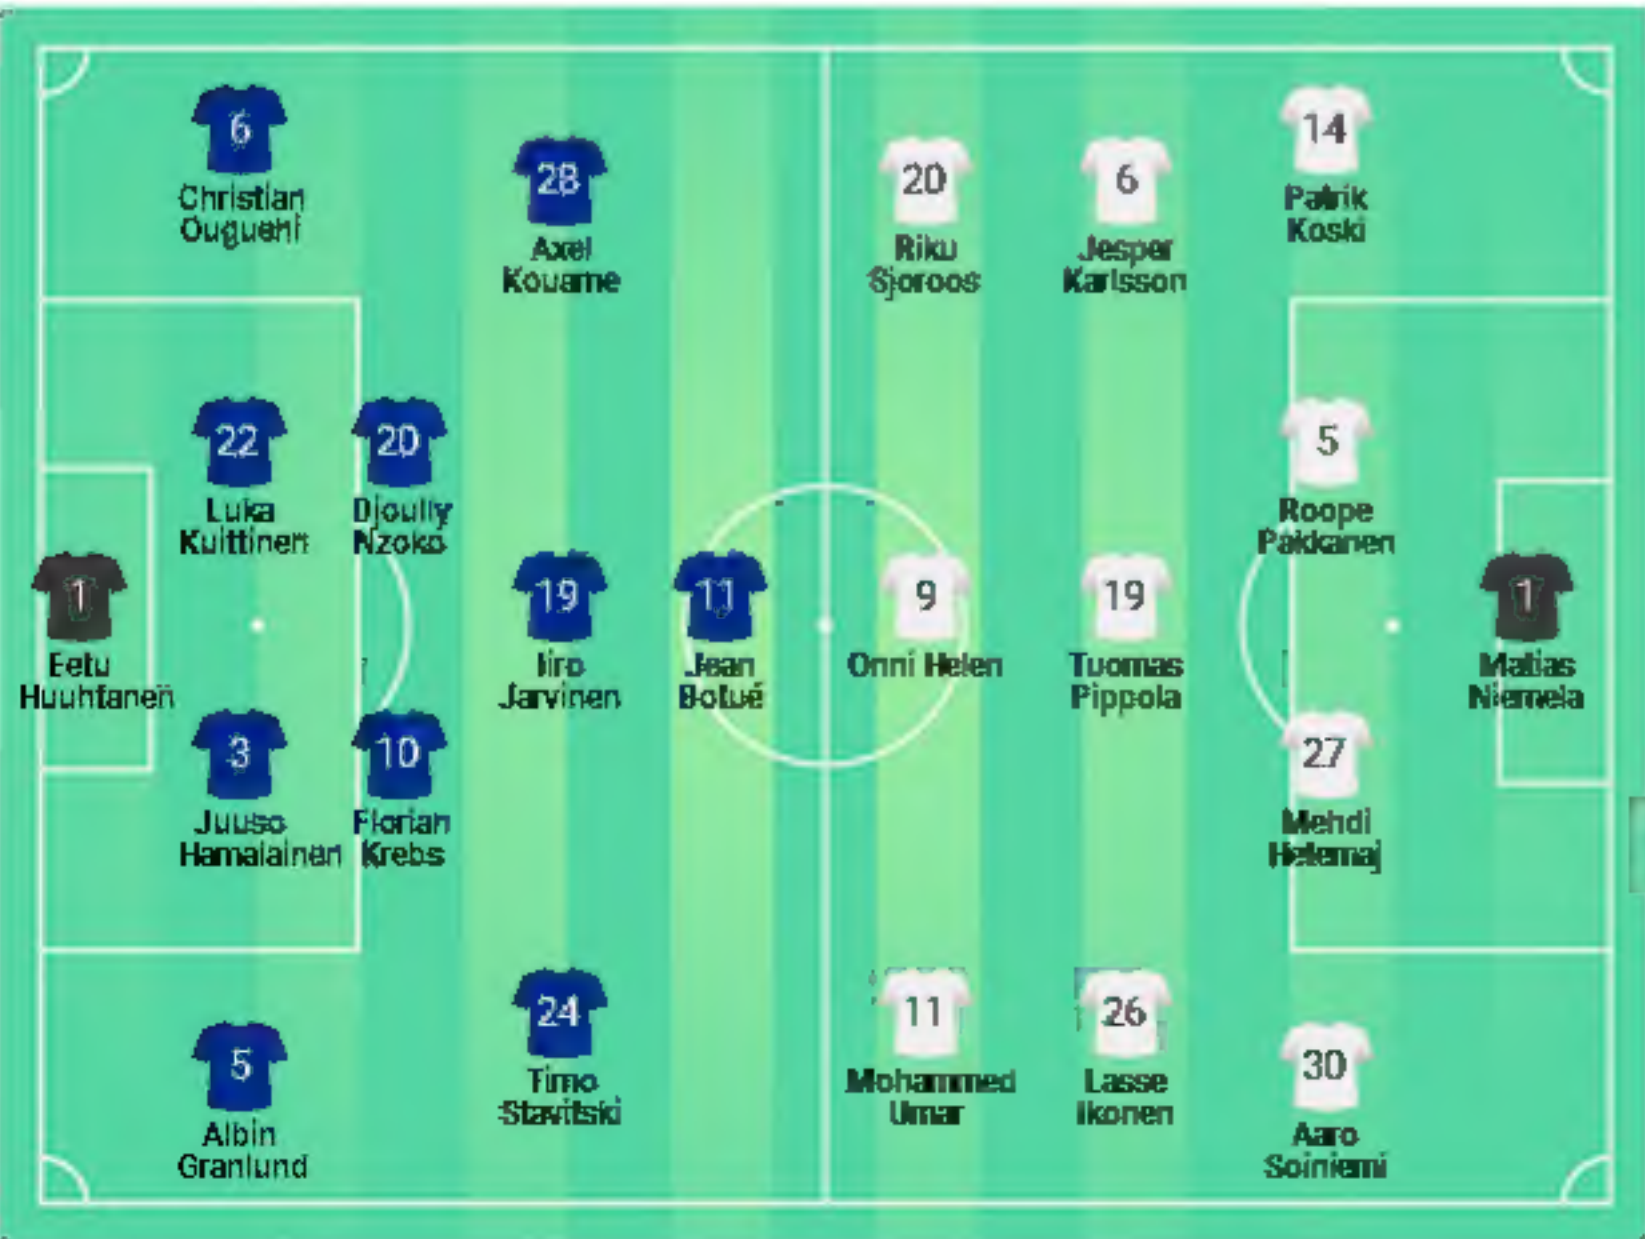 6
Christian
Ouguehi
28
Axel
Kouame
20
Riku
Sjoroos
6
Jesper
Karlsson
14
Patrik
Koski
22
Luka
Kuittinen
20
Djoully
Nzoko
5
Roope
Pakkanen
1
Eetu
Huuhtanen
19
Iiro
Jarvinen
11
Jean
Botué
9
Onni Helen
19
Tuomas
Pippola
1
Matias
Niemela
3
Juuso
Hamalainen
10
Florian
Krebs
27
Mehdi
Hetemaj
5
Albin
Granlund
24
Timo
Stavitski
11
Mohammed
Umar
26
Lasse
Ikonen
30
Aaro
Soiniemi